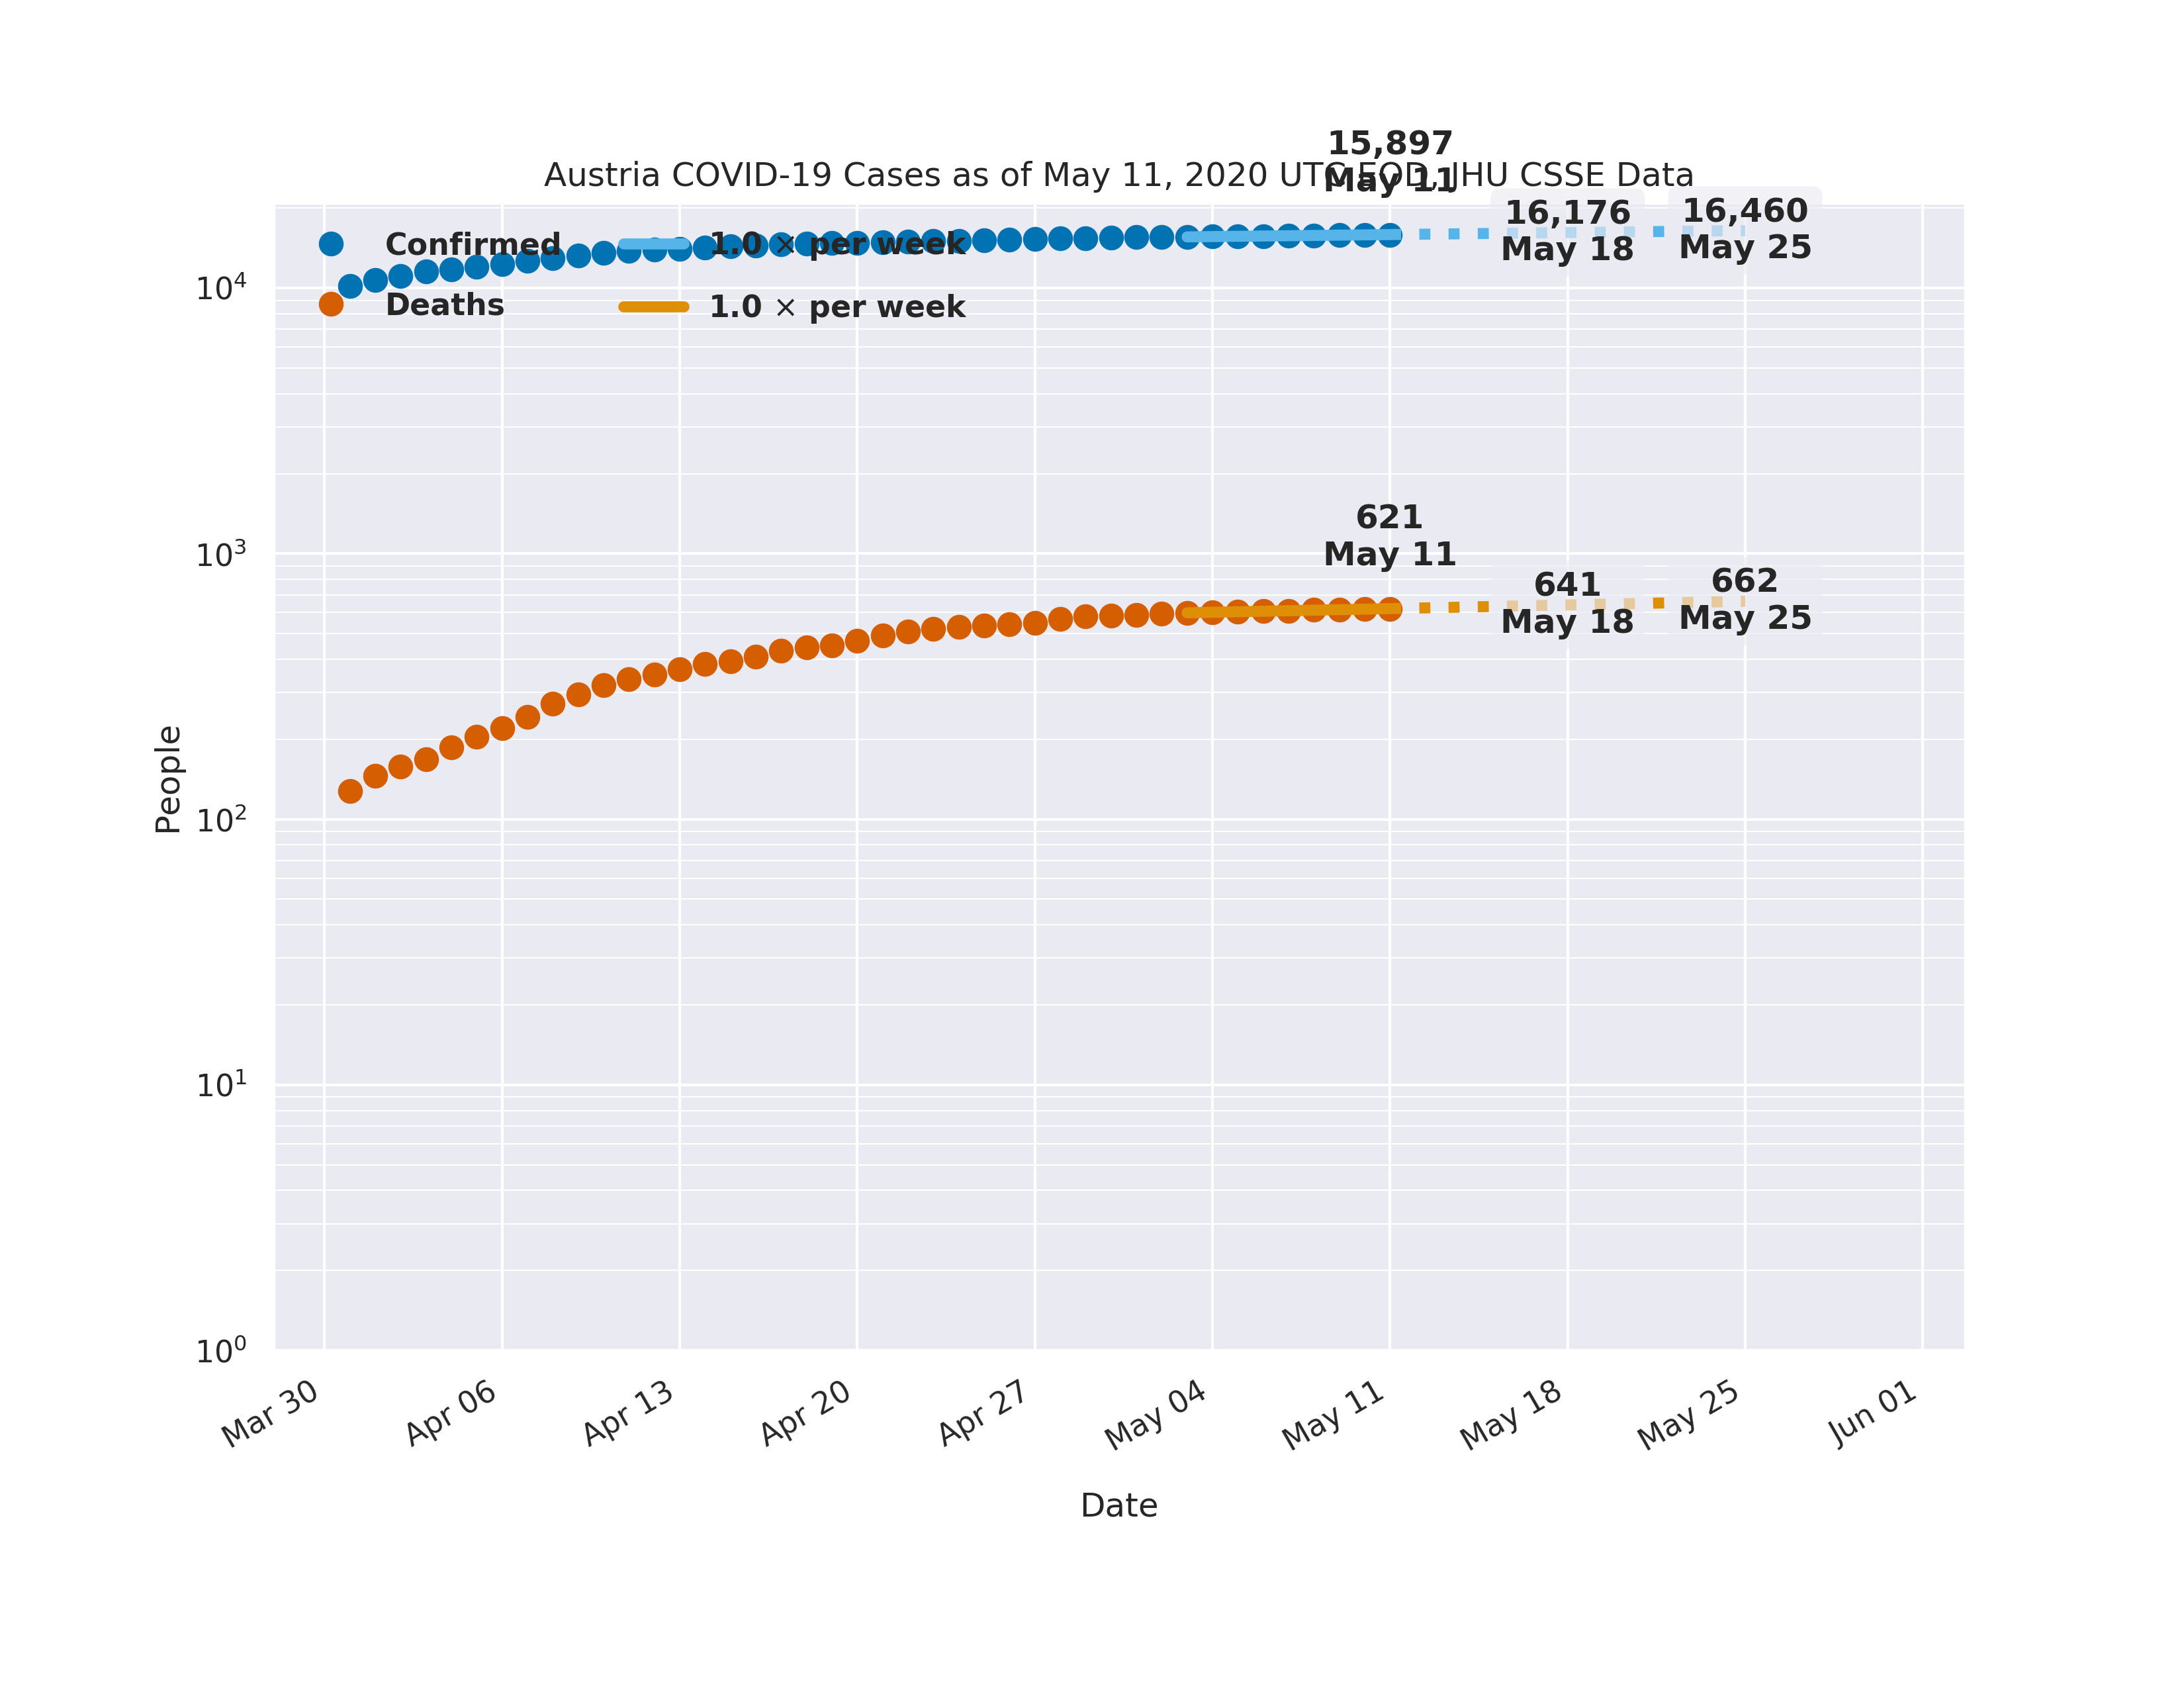 15,897
May 11
Austria COVID-19 Cases as of May 11, 2020 UTC EOD, JHU CSSE Data
16,176
May 18
16,460
May 25
Confirmed
1.0 × per week
Deaths
1.0 × per week
621
May 11
641
May 18
662
May 25
People
10⁴
10³
10²
10¹
10⁰
Mar 30
Apr 06
Apr 13
Apr 20
Apr 27
May 04
May 11
May 18
May 25
Jun 01
Date